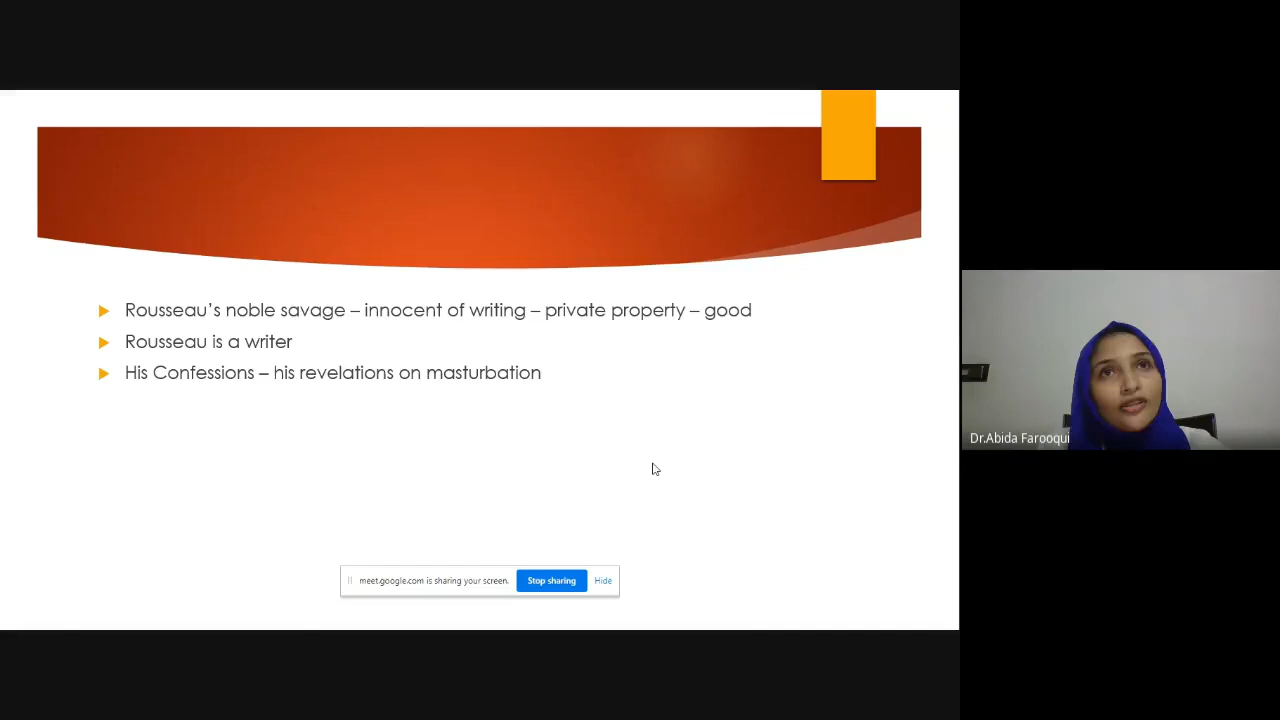 Rousseau’s noble savage – innocent of writing – private property – good
Rousseau is a writer
His Confessions – his revelations on masturbation
Dr.Abida Farooqui
meet.google.com is sharing your screen. Stop sharing Hide